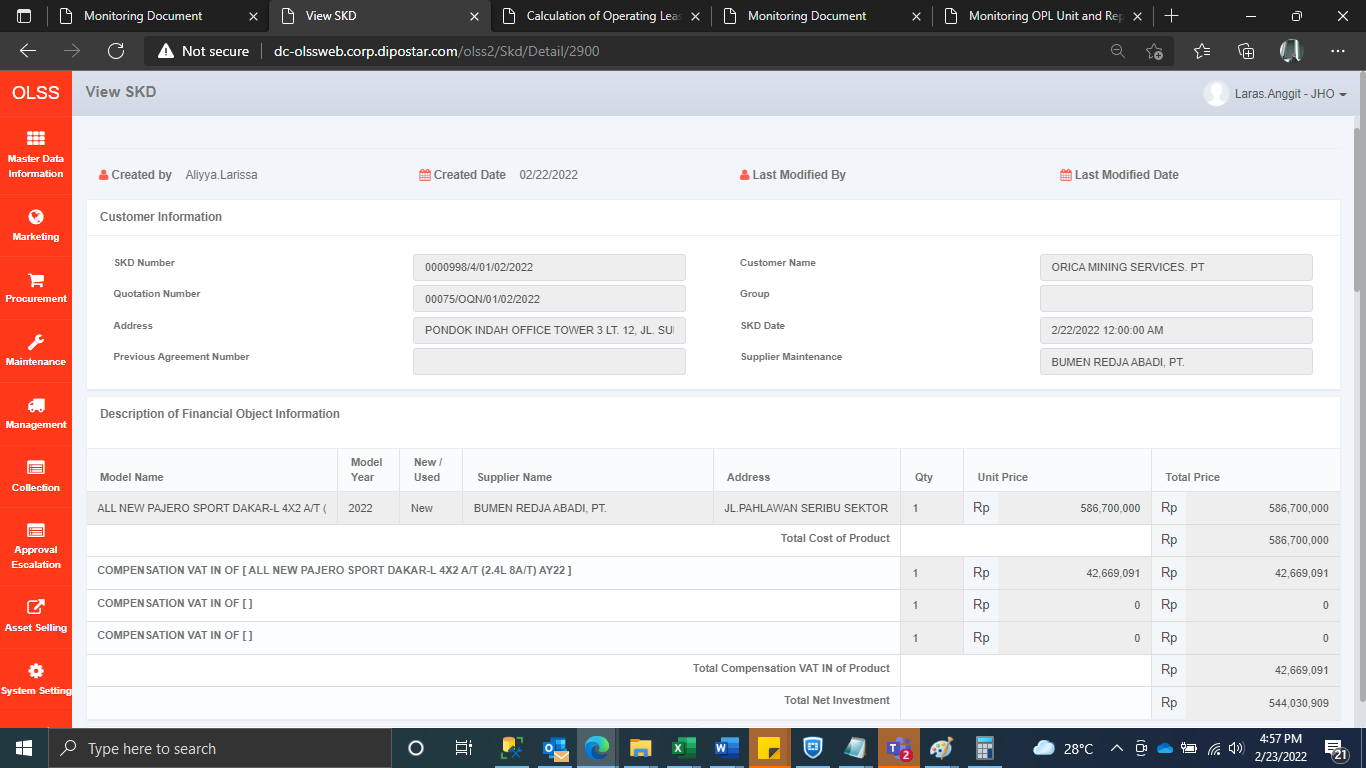 Monitoring Document
View SKD
Calculation of Operating Leas
Monitoring Document
Monitoring OPL Unit and Rep
Not secure
dc-olssweb.corp.dipostar.com/olss2/Skd/Detail/2900
OLSS
View SKD
Laras.Anggit - JHO
Master Data
Information
Marketing
Procurement
Maintenance
Management
Collection
Approval
Escalation
Asset Selling
System Setting
Created by Aliyya.Larissa
Created Date 02/22/2022
Last Modified By
Last Modified Date
Customer Information
SKD Number 0000998/4/01/02/2022
Customer Name ORICA MINING SERVICES. PT
Quotation Number 00075/OQN/01/02/2022
Group
Address PONDOK INDAH OFFICE TOWER 3 LT. 12, JL. SUI
SKD Date 2/22/2022 12:00:00 AM
Previous Agreement Number
Supplier Maintenance BUMEN REDJA ABADI, PT.
Description of Financial Object Information
Model Name Model Year New / Used Supplier Name Address Qty Unit Price Total Price
ALL NEW PAJERO SPORT DAKAR-L 4X2 A/T ( 2022 New BUMEN REDJA ABADI, PT. JL.PAHLAWAN SERIBU SEKTOR 1 Rp 586,700,000 Rp 586,700,000
Total Cost of Product Rp 586,700,000
COMPENSATION VAT IN OF [ ALL NEW PAJERO SPORT DAKAR-L 4X2 A/T (2.4L 8A/T) AY22 ] 1 Rp 42,669,091 Rp 42,669,091
COMPENSATION VAT IN OF [ ] 1 Rp 0 Rp 0
COMPENSATION VAT IN OF [ ] 1 Rp 0 Rp 0
Total Compensation VAT IN of Product Rp 42,669,091
Total Net Investment Rp 544,030,909
Type here to search
2
28°C
4:57 PM
2/23/2022
21